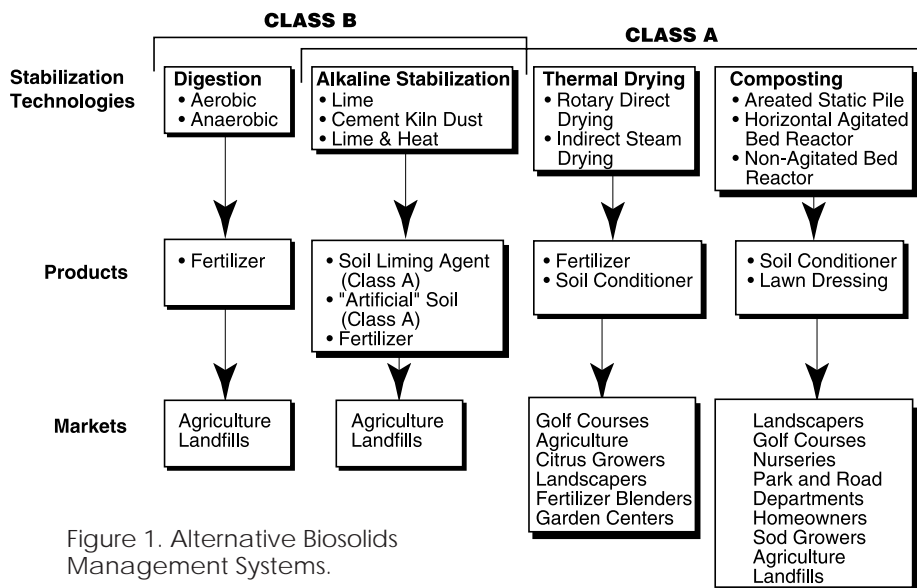 CLASS B
CLASS A
Stabilization
Technologies
Digestion
• Aerobic
• Anaerobic
Alkaline Stabilization
• Lime
• Cement Kiln Dust
• Lime & Heat
Thermal Drying
• Rotary Direct
Drying
• Indirect Steam
Drying
Composting
• Areated Static Pile
• Horizontal Agitated
Bed Reactor
• Non-Agitated Bed
Reactor
Products
• Fertilizer
• Soil Liming Agent
(Class A)
• "Artificial" Soil
(Class A)
• Fertilizer
• Fertilizer
• Soil Conditioner
• Soil Conditioner
• Lawn Dressing
Markets
Agriculture
Landfills
Agriculture
Landfills
Golf Courses
Agriculture
Citrus Growers
Landscapers
Fertilizer Blenders
Garden Centers
Landscapers
Golf Courses
Nurseries
Park and Road
Departments
Homeowners
Sod Growers
Agriculture
Landfills
Figure 1. Alternative Biosolids
Management Systems.